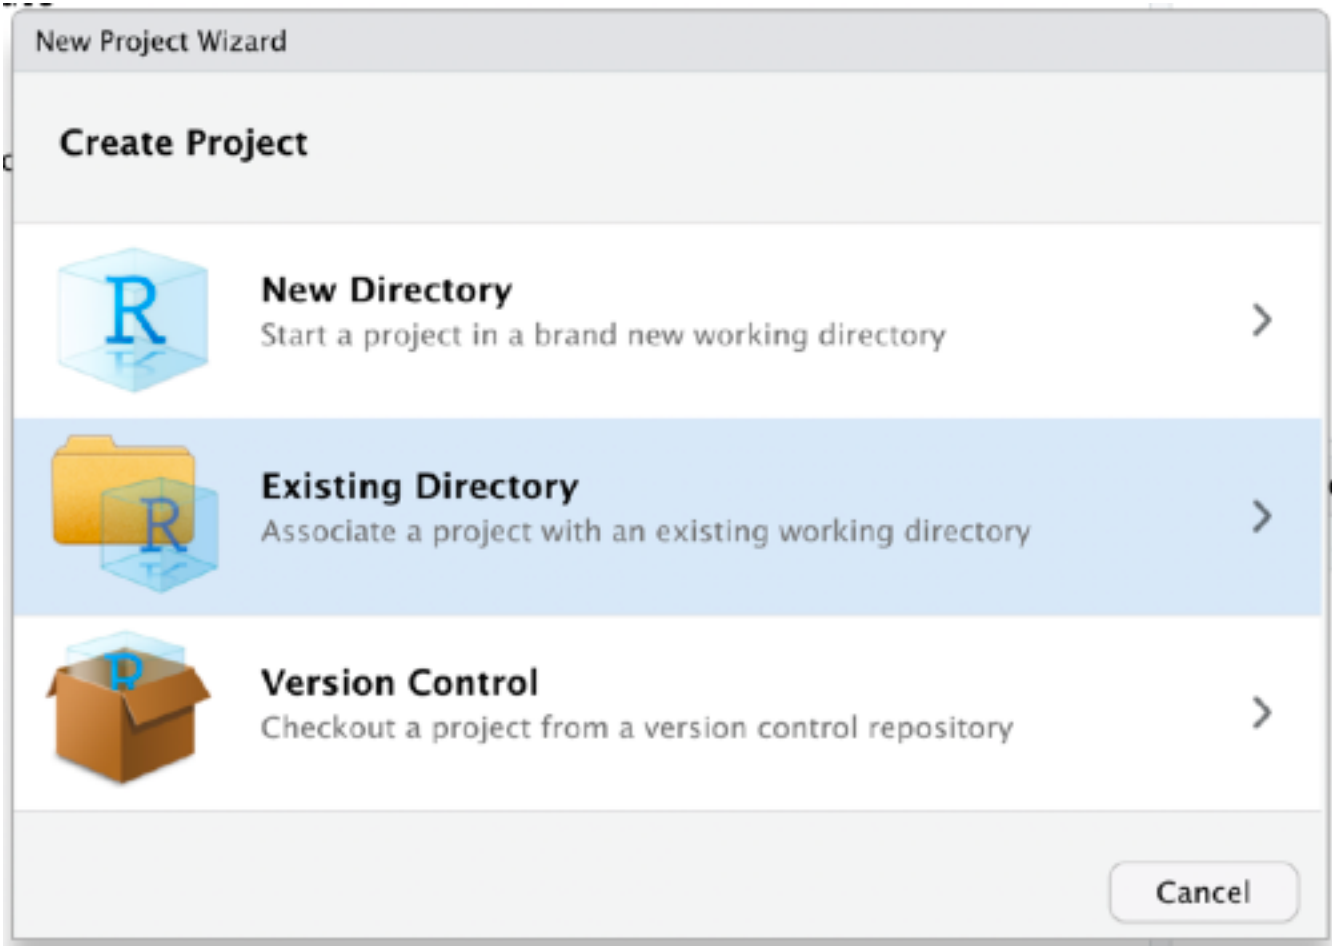 New Project Wizard
Create Project
R
New Directory
Start a project in a brand new working directory
R
Existing Directory
Associate a project with an existing working directory
R
Version Control
Checkout a project from a version control repository
Cancel